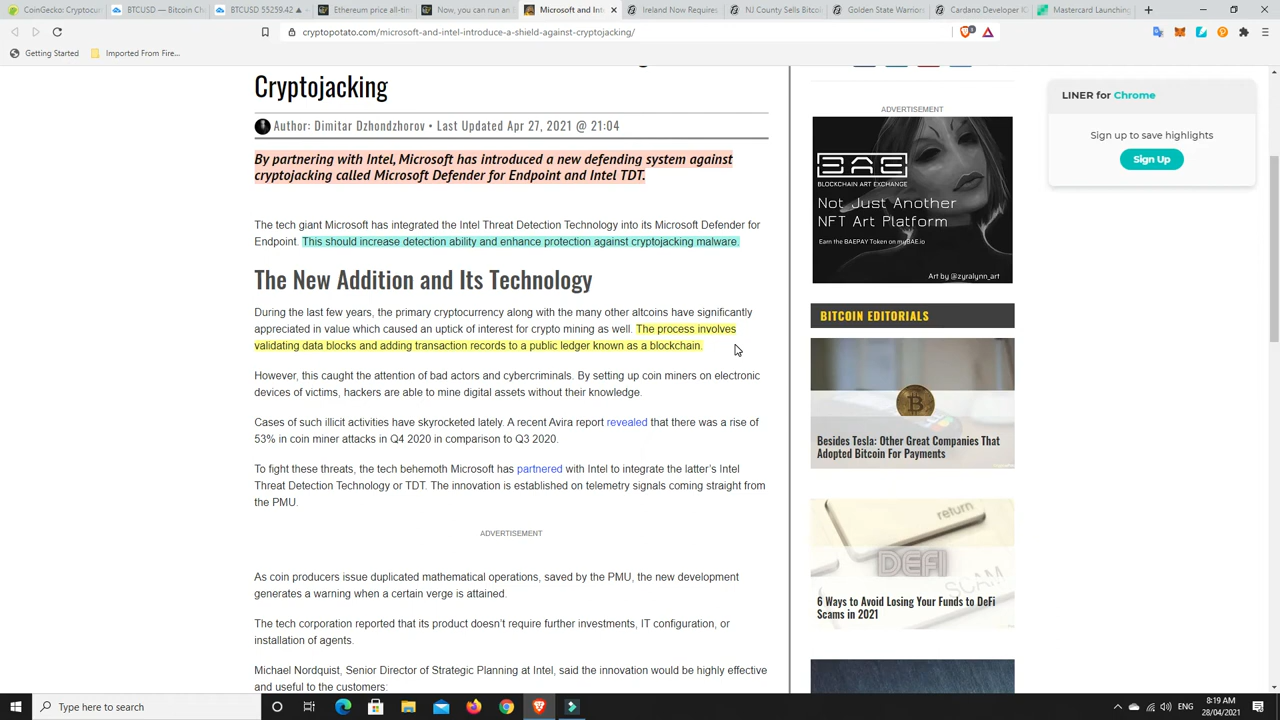 CoinGecko: Cryptocu
BTCUSD — Bitcoin Ch
BTCUSD 55259.42
Ethereum price all-tim
Now, you can run an
Microsoft and Intel Int
Ireland Now Requires
NJ County Sells Bitcoin
Golden State Warriors
Cardano Developer IO
Mastercard Launching
cryptopotato.com/microsoft-and-intel-introduce-a-shield-against-cryptojacking/
Getting Started
Imported From Fire...
Cryptojacking
Author: Dimitar Dzhondzhorov • Last Updated Apr 27, 2021 @ 21:04
By partnering with Intel, Microsoft has introduced a new defending system against
cryptojacking called Microsoft Defender for Endpoint and Intel TDT.
The tech giant Microsoft has integrated the Intel Threat Detection Technology into its Microsoft Defender for
Endpoint. This should increase detection ability and enhance protection against cryptojacking malware.
The New Addition and Its Technology
During the last few years, the primary cryptocurrency along with the many other altcoins have significantly
appreciated in value which caused an uptick of interest for crypto mining as well. The process involves
validating data blocks and adding transaction records to a public ledger known as a blockchain.
However, this caught the attention of bad actors and cybercriminals. By setting up coin miners on electronic
devices of victims, hackers are able to mine digital assets without their knowledge.
Cases of such illicit activities have skyrocketed lately. A recent Avira report revealed that there was a rise of
53% in coin miner attacks in Q4 2020 in comparison to Q3 2020.
To fight these threats, the tech behemoth Microsoft has partnered with Intel to integrate the latter's Intel
Threat Detection Technology or TDT. The innovation is established on telemetry signals coming straight from
the PMU.
ADVERTISEMENT
As coin producers issue duplicated mathematical operations, saved by the PMU, the new development
generates a warning when a certain verge is attained.
The tech corporation reported that its product doesn't require further investments, IT configuration, or
installation of agents.
Michael Nordquist, Senior Director of Strategic Planning at Intel, said the innovation would be highly effective
and useful to the customers:
ADVERTISEMENT
BAE
BLOCKCHAIN ART EXCHANGE
Not Just Another
NFT Art Platform
Earn the BAEPAY Token on myBAE.io
Art by @zyralynn_art
BITCOIN EDITORIALS
Besides Tesla: Other Great Companies That
Adopted Bitcoin For Payments
return
DEFI
SCAM
6 Ways to Avoid Losing Your Funds to DeFi
Scams in 2021
LINER for Chrome
Sign up to save highlights
Sign Up
Type here to search
ENG
8:19 AM
28/04/2021